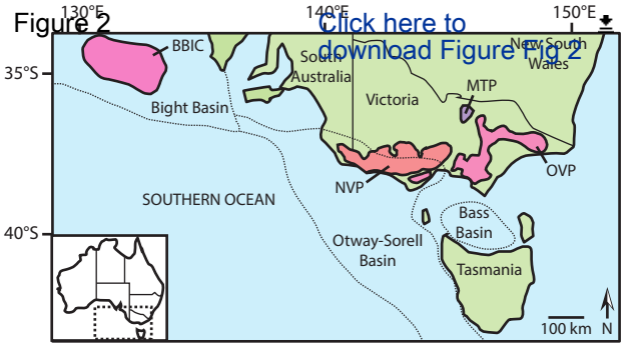 Figure 2
Click here to
download Figure Fig 2
130°E
140°E
150°E
35°S
40°S
BBIC
South
Australia
New South
Wales
Bight Basin
Victoria
MTP
NVP
OVP
SOUTHERN OCEAN
Otway-Sorell
Basin
Bass
Basin
Tasmania
100 km
N